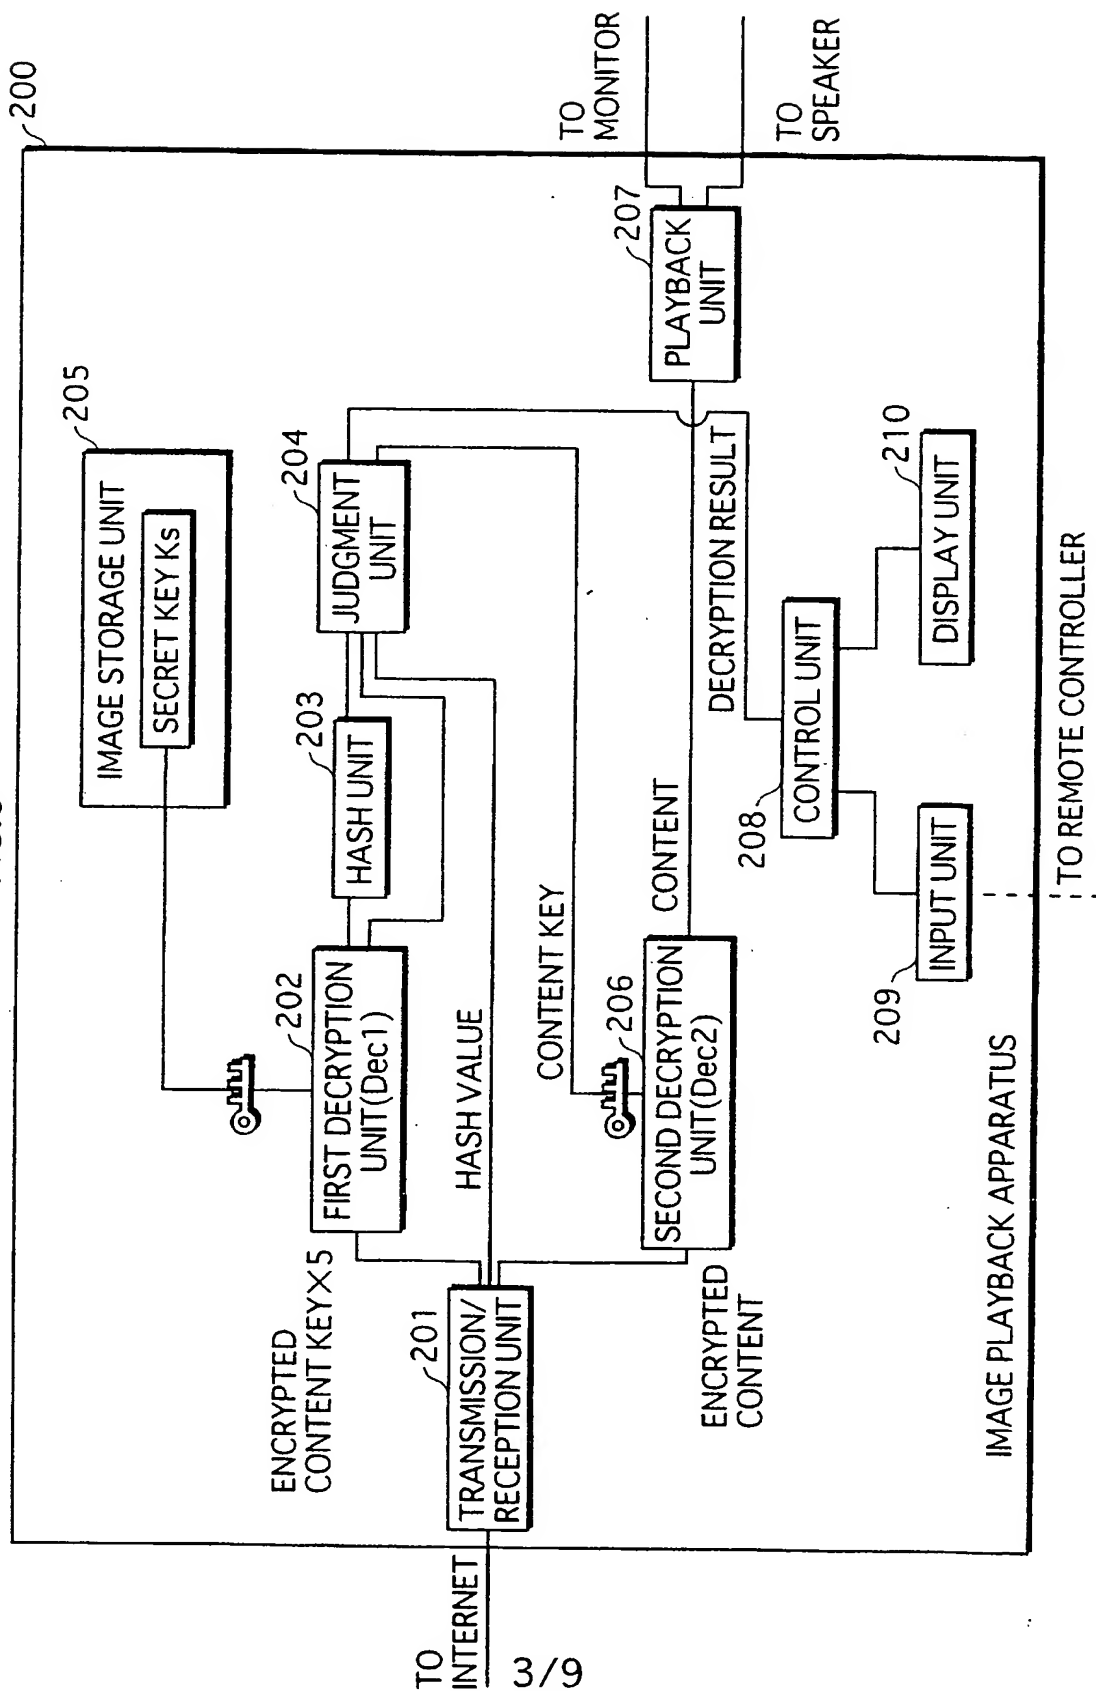 200
IMAGE STORAGE UNIT
205
SECRET KEY Ks
ENCRYPTED
CONTENT KEY×5
202
FIRST DECRYPTION
UNIT(Dec1)
203
HASH UNIT
204
JUDGMENT
UNIT
TO
INTERNET
201
TRANSMISSION/
RECEPTION UNIT
HASH VALUE
CONTENT KEY
206
SECOND DECRYPTION
UNIT(Dec2)
ENCRYPTED
CONTENT
CONTENT
DECRYPTION RESULT
207
PLAYBACK
UNIT
TO
MONITOR
TO
SPEAKER
208
CONTROL UNIT
209
INPUT UNIT
210
DISPLAY UNIT
IMAGE PLAYBACK APPARATUS
TO REMOTE CONTROLLER
3/9